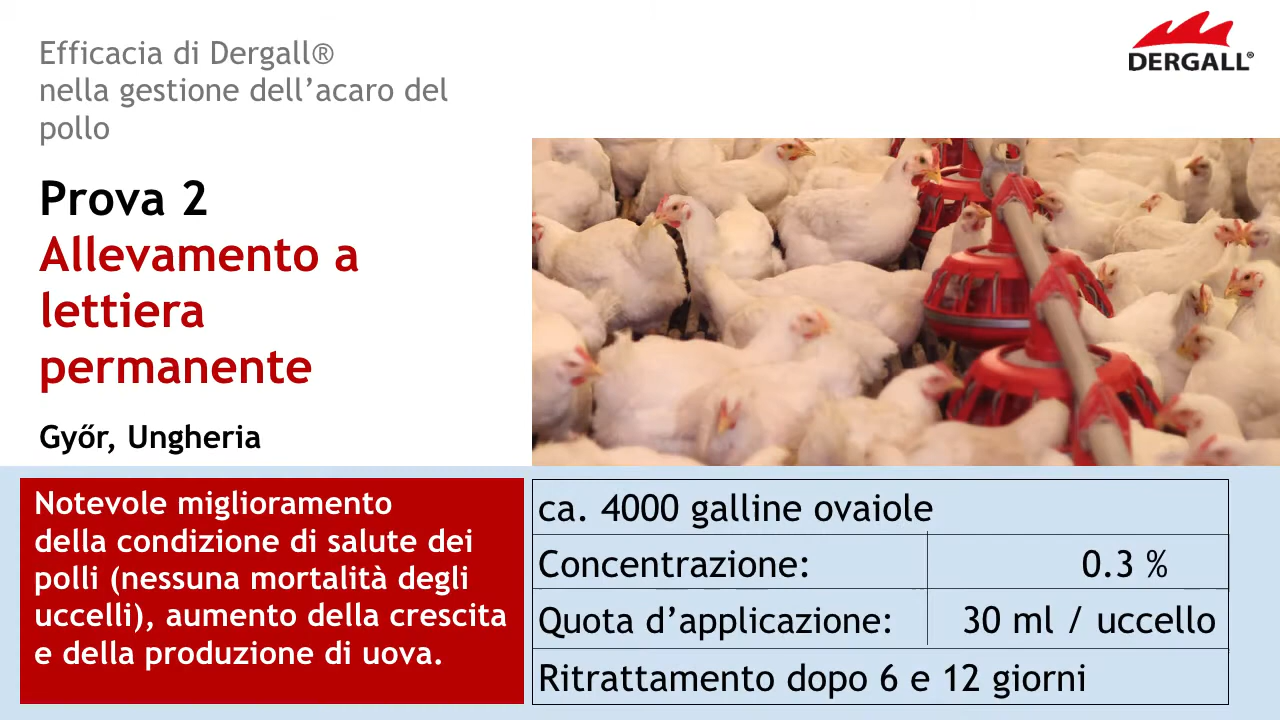 Efficacia di Dergall®
nella gestione dell’acaro del
pollo
DERGALL®
Prova 2
Allevamento a
lettiera
permanente
Győr, Ungheria
Notevole miglioramento
della condizione di salute dei
polli (nessuna mortalità degli
uccelli), aumento della crescita
e della produzione di uova.
ca. 4000 galline ovaiole
Concentrazione: 0.3 %
Quota d’applicazione: 30 ml / uccello
Ritrattamento dopo 6 e 12 giorni